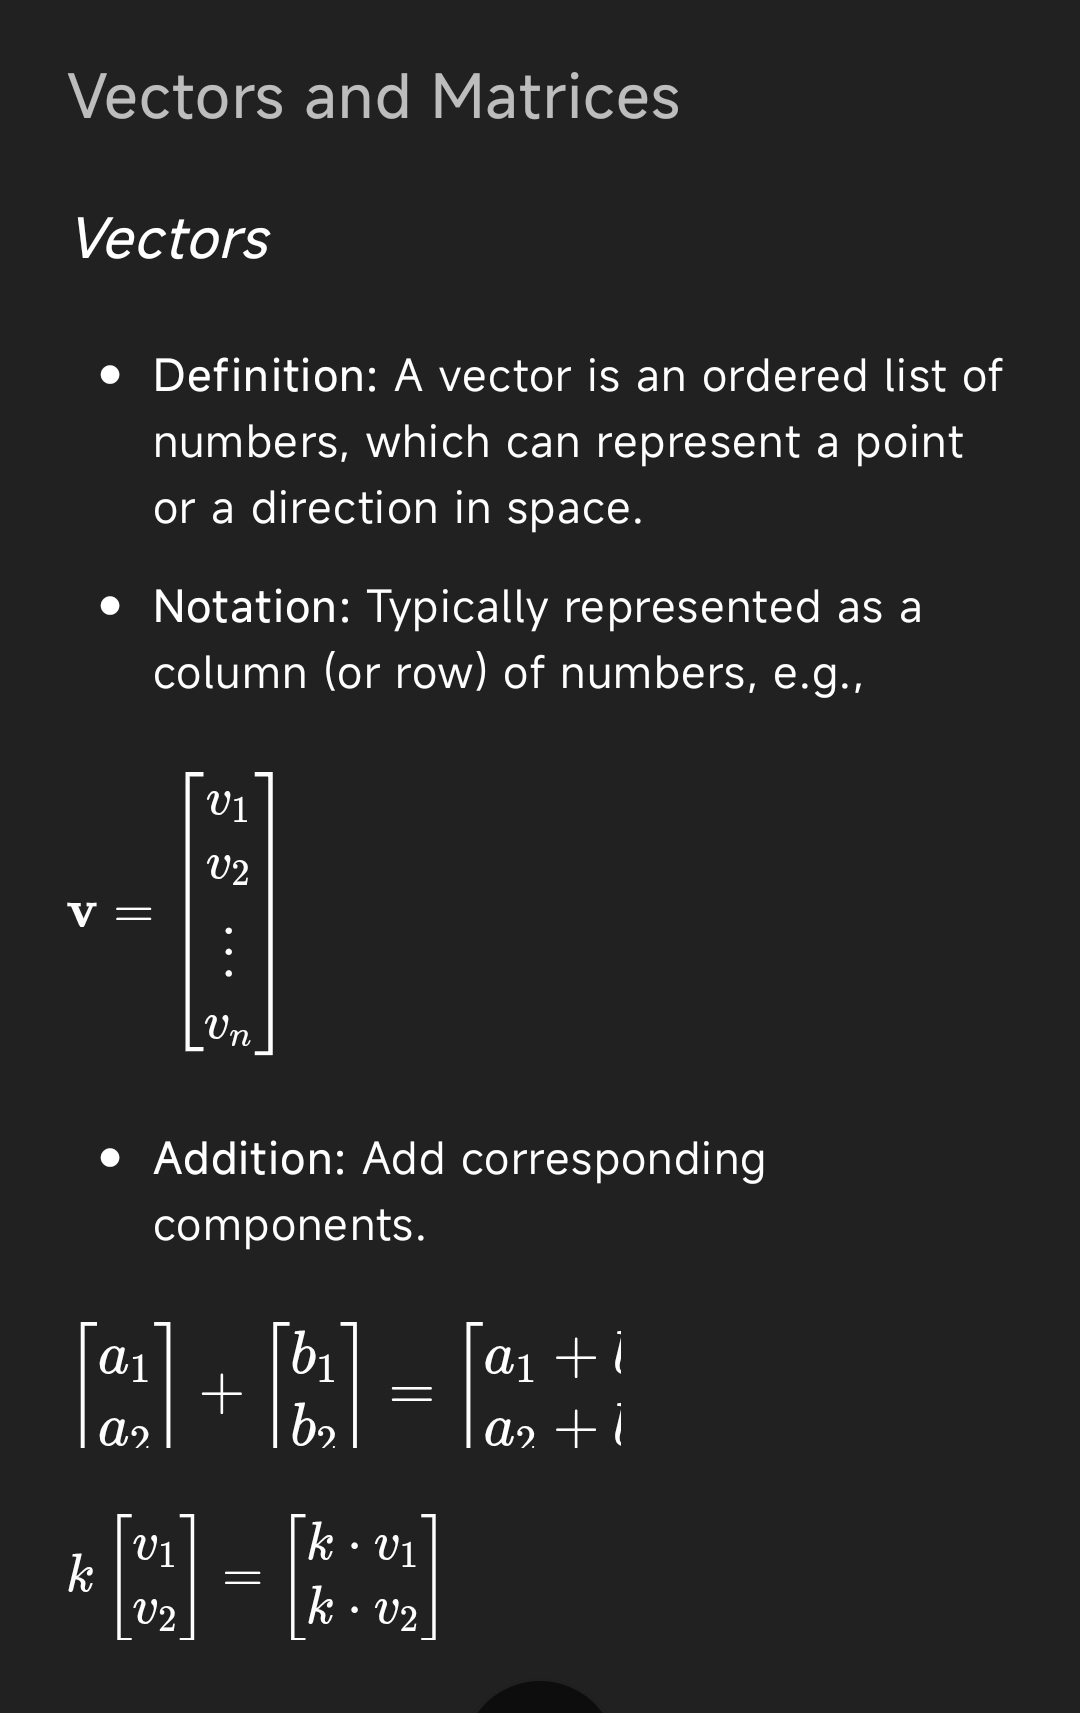 Vectors and Matrices
Vectors
• Definition: A vector is an ordered list of
numbers, which can represent a point
or a direction in space.
• Notation: Typically represented as a
column (or row) of numbers, e.g.,
v₁
v₂
v = ⋮
vₙ
• Addition: Add corresponding
components.
[a₁] + [b₁] = [a₁ +
[a₂] + [b₂] = [a₂ +
k [v₁] = [k · v₁]
[v₂] [k · v₂]